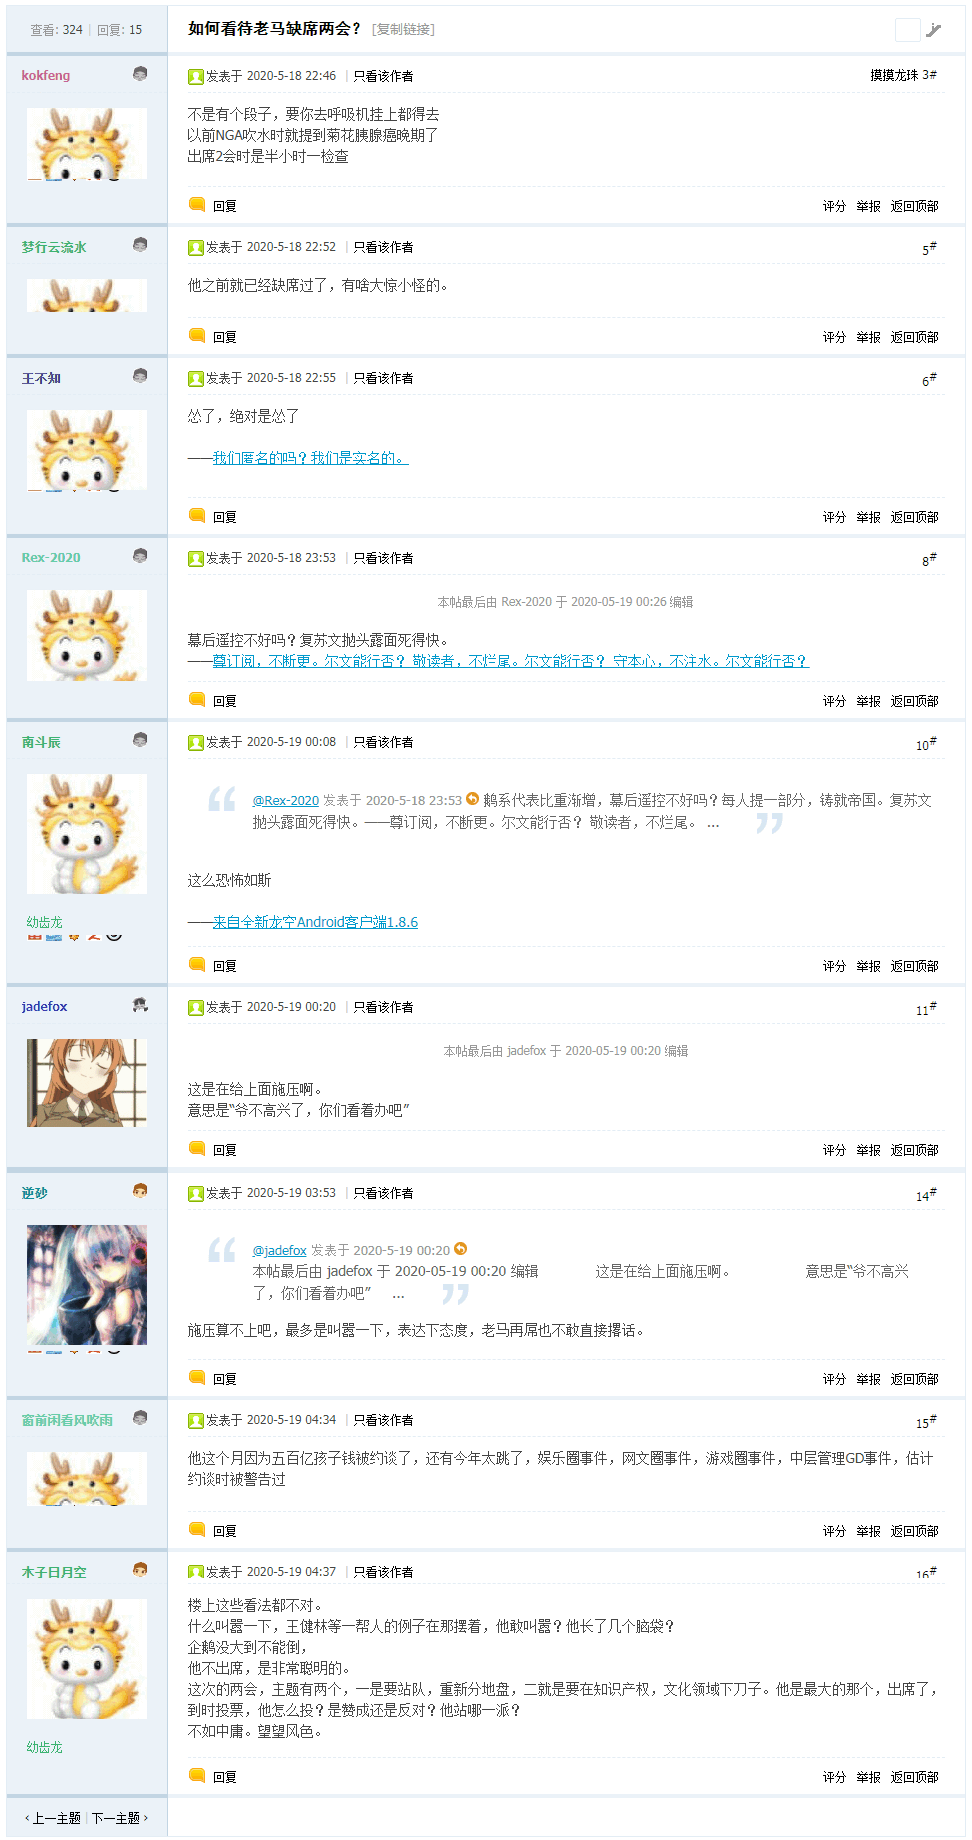 查看: 324 | 回复: 15
如何看待老马缺席两会？ [复制链接]
kokfeng
发表于 2020-5-18 22:46 | 只看该作者
摸摸龙珠 3#
不是有个段子，要你去呼吸机挂上都得去
以前NGA吹水时就提到菊花胰腺癌晚期了
出席2会时是半小时一检查
回复
评分 举报 返回顶部
梦行云流水
发表于 2020-5-18 22:52 | 只看该作者
5#
他之前就已经缺席过了，有啥大惊小怪的。
回复
评分 举报 返回顶部
王不知
发表于 2020-5-18 22:55 | 只看该作者
6#
怂了，绝对是怂了
——我们匿名的吗？我们是实名的。
回复
评分 举报 返回顶部
Rex-2020
发表于 2020-5-18 23:53 | 只看该作者
8#
本帖最后由 Rex-2020 于 2020-05-19 00:26 编辑
幕后遥控不好吗？复苏文抛头露面死得快。
——尊订阅，不断更。尔文能行否？ 敬读者，不烂尾。尔文能行否？ 守本心，不注水。尔文能行否？
回复
评分 举报 返回顶部
南斗辰
发表于 2020-5-19 00:08 | 只看该作者
10#
@Rex-2020 发表于 2020-5-18 23:53 鹅系代表比重渐增，幕后遥控不好吗？每人提一部分，铸就帝国。复苏文
抛头露面死得快。——尊订阅，不断更。尔文能行否？ 敬读者，不烂尾。 ...
这么恐怖如斯
幼齿龙
——来自全新龙空Android客户端1.8.6
回复
评分 举报 返回顶部
jadefox
发表于 2020-5-19 00:20 | 只看该作者
11#
本帖最后由 jadefox 于 2020-05-19 00:20 编辑
这是在给上面施压啊。
意思是“爷不高兴了，你们看着办吧”
回复
评分 举报 返回顶部
逆砂
发表于 2020-5-19 03:53 | 只看该作者
14#
@jadefox 发表于 2020-5-19 00:20
本帖最后由 jadefox 于 2020-05-19 00:20 编辑 这是在给上面施压啊。 意思是“爷不高兴
了，你们看着办吧” ...
施压算不上吧，最多是叫嚣一下，表达下态度，老马再屌也不敢直接撂话。
回复
评分 举报 返回顶部
窗前闲看风吹雨
发表于 2020-5-19 04:34 | 只看该作者
15#
他这个月因为五百亿孩子钱被约谈了，还有今年太跳了，娱乐圈事件，网文圈事件，游戏圈事件，中层管理GD事件，估计
约谈时被警告过
回复
评分 举报 返回顶部
木子日月空
发表于 2020-5-19 04:37 | 只看该作者
16#
楼上这些看法都不对。
什么叫嚣一下，王健林等一帮人的例子在那摆着，他敢叫嚣？他长了几个脑袋？
企鹅没大到不能倒，
他不出席，是非常聪明的。
这次的两会，主题有两个，一是要站队，重新分地盘，二就是要在知识产权，文化领域下刀子。他是最大的那个，出席了，
到时投票，他怎么投？是赞成还是反对？他站哪一派？
不如中庸。望望风色。
幼齿龙
回复
评分 举报 返回顶部
‹ 上一主题 | 下一主题 ›